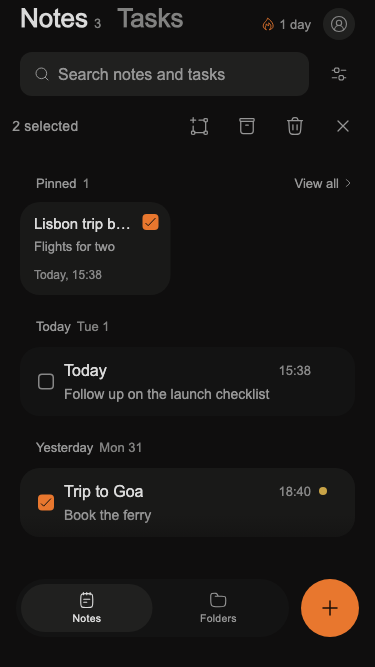 Notes 3 Tasks
1 day
Search notes and tasks
2 selected
Pinned 1
View all
Lisbon trip b...
Flights for two
Today, 15:38
Today Tue 1
Today 15:38
Follow up on the launch checklist
Yesterday Mon 31
Trip to Goa 18:40
Book the ferry
Notes
Folders